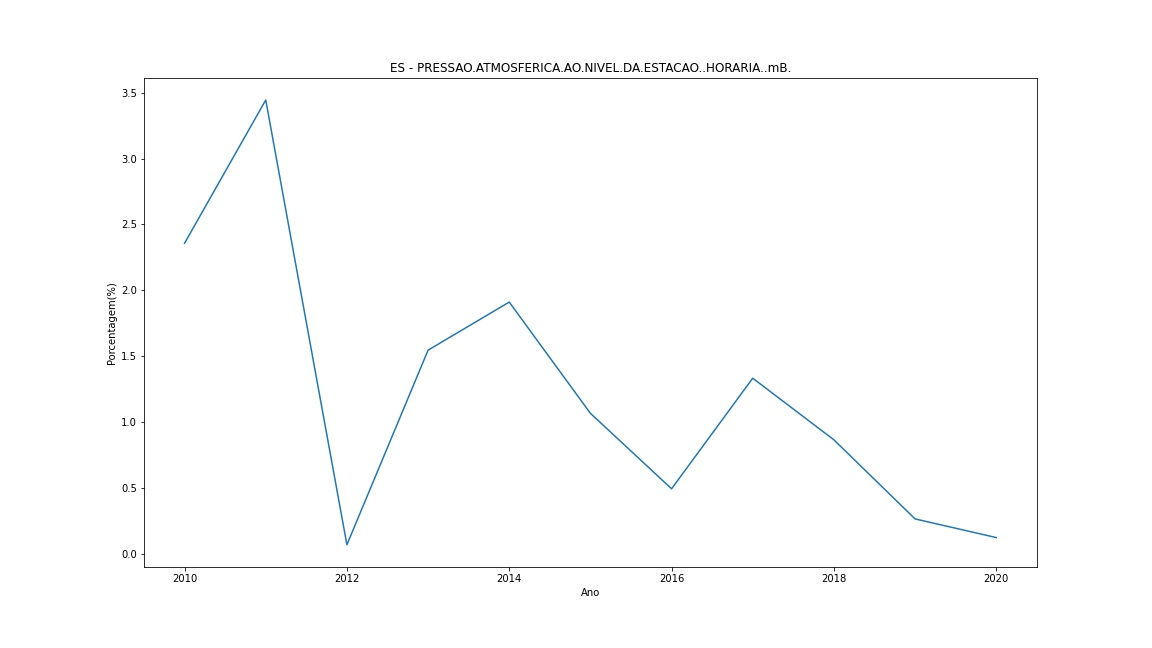 ES - PRESSAO.ATMOSFERICA.AO.NIVEL.DA.ESTACAO..HORARIA..mB.
3.5
3.0
2.5
2.0
1.5
1.0
0.5
0.0
Porcentagem(%)
2010 2012 2014 2016 2018 2020
Ano